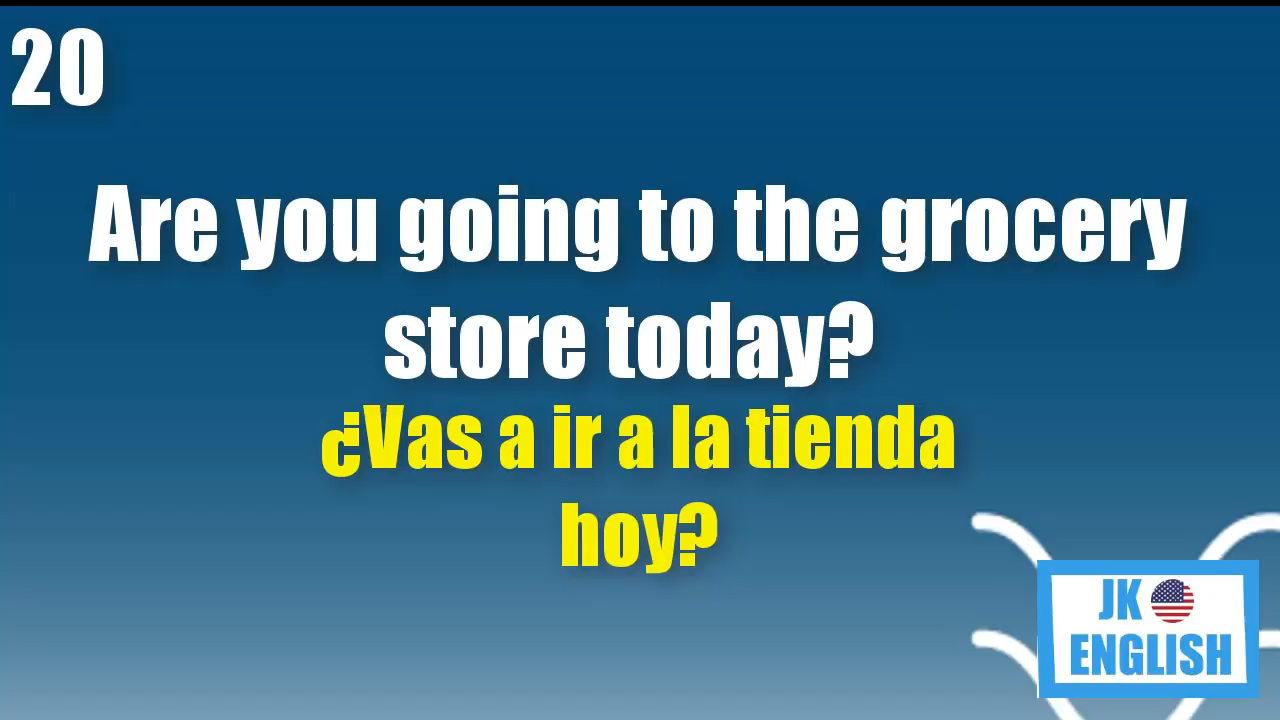 20
Are you going to the grocery
store today?
¿Vas a ir a la tienda
hoy?
JK
ENGLISH